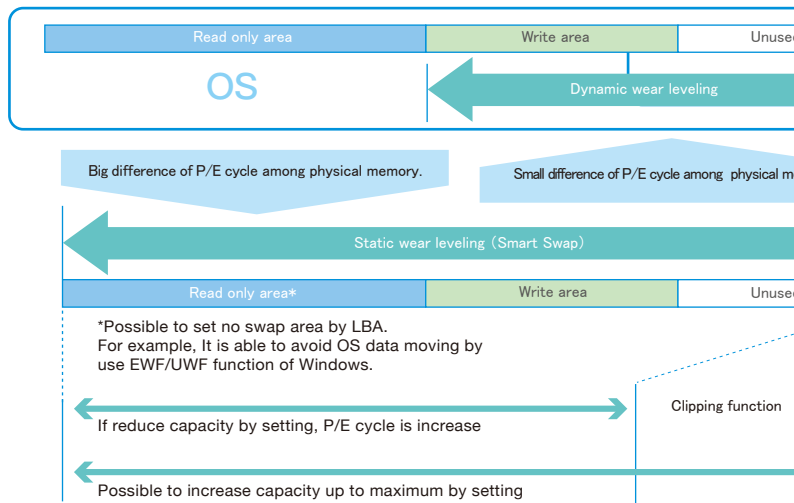 Read only area
Write area
OS
Dynamic wear leveling
Big difference of P/E cycle among physical memory.
Small difference of P/E cycle among physical
Static wear leveling (Smart Swap)
Read only area*
Write area
*Possible to set no swap area by LBA.
For example, It is able to avoid OS data moving by
use EWF/UWF function of Windows.
Clipping function
If reduce capacity by setting, P/E cycle is increase
Possible to increase capacity up to maximum by setting